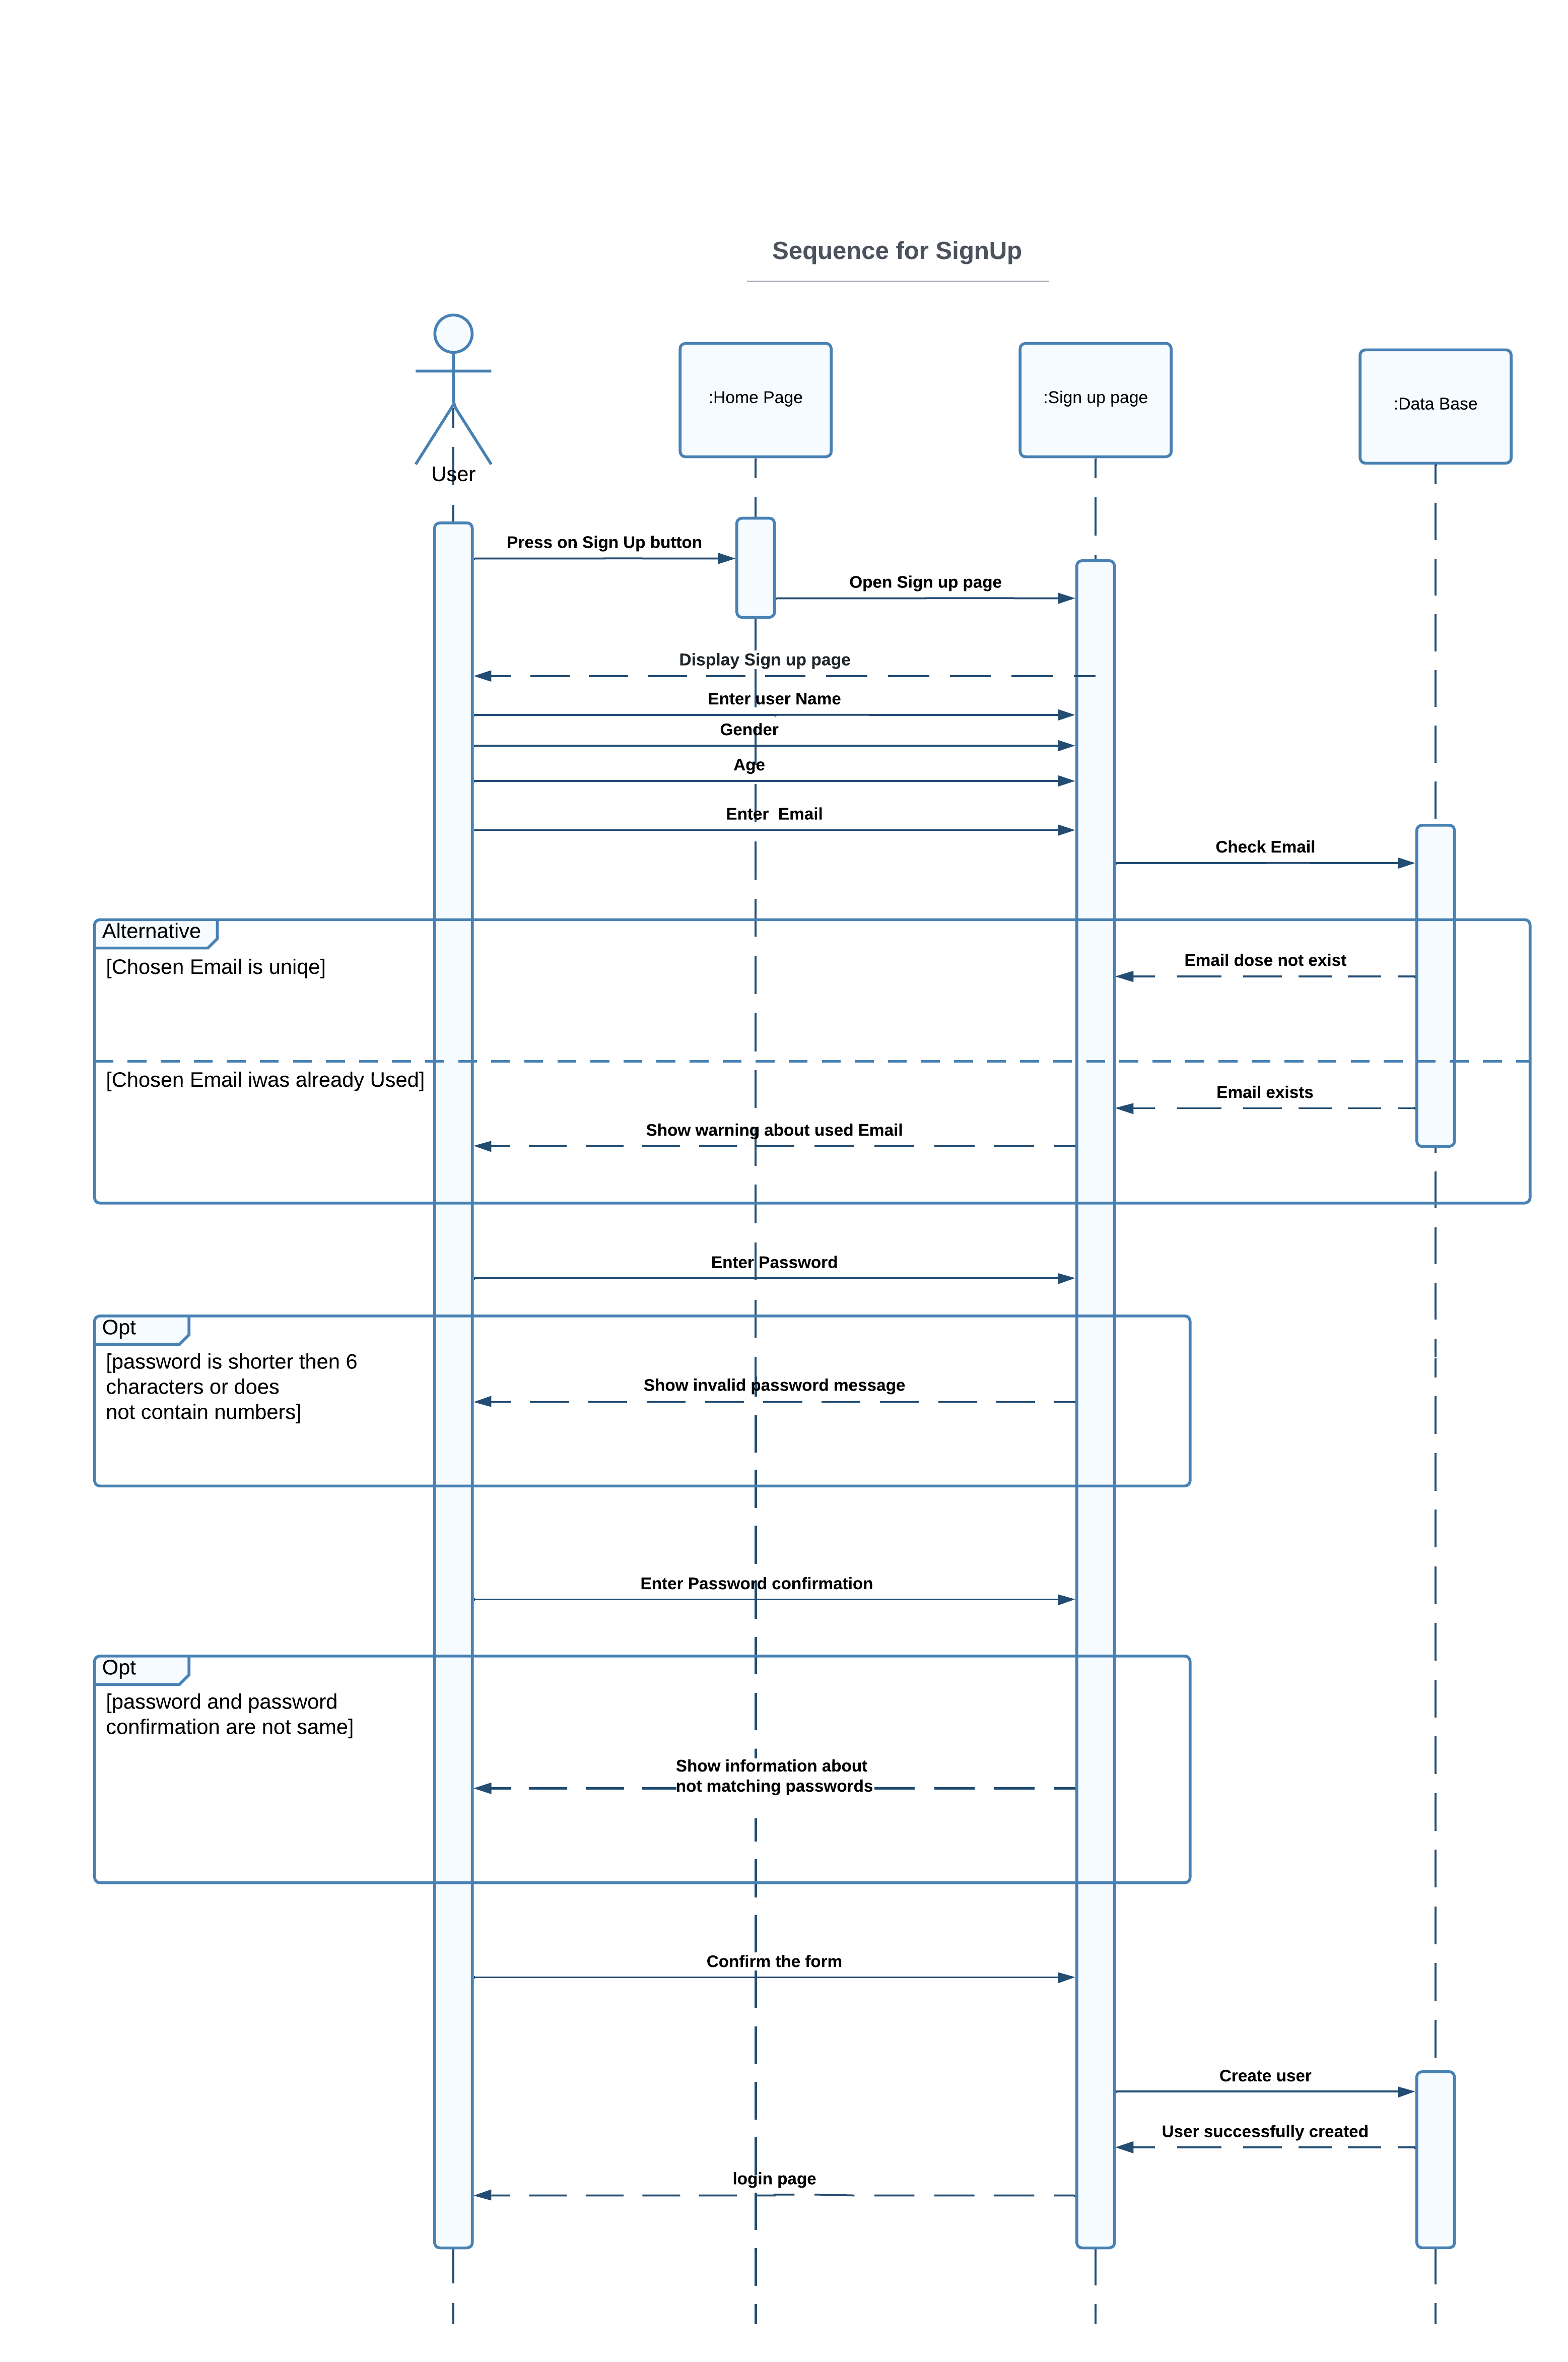 Sequence for SignUp
User
:Home Page
:Sign up page
:Data Base
Press on Sign Up button
Open Sign up page
Display Sign up page
Enter user Name
Gender
Age
Enter  Email
Check Email
Alternative
[Chosen Email is uniqe]
Email dose not exist
[Chosen Email iwas already Used]
Email exists
Show warning about used Email
Enter Password
Opt
[password is shorter then 6
characters or does
not contain numbers]
Show invalid password message
Enter Password confirmation
Opt
[password and password
confirmation are not same]
Show information about
not matching passwords
Confirm the form
Create user
User successfully created
login page